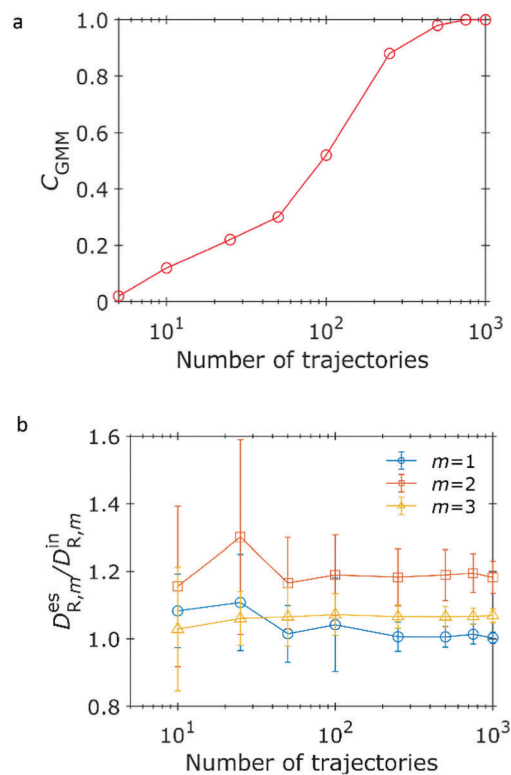 a
1.0
0.8
0.6
0.4
0.2
0
C_GMM
10^1
10^2
10^3
Number of trajectories
b
1.6
1.4
1.2
1.0
0.8
D^es_R,m/D^in_R,m
m=1
m=2
m=3
10^1
10^2
10^3
Number of trajectories